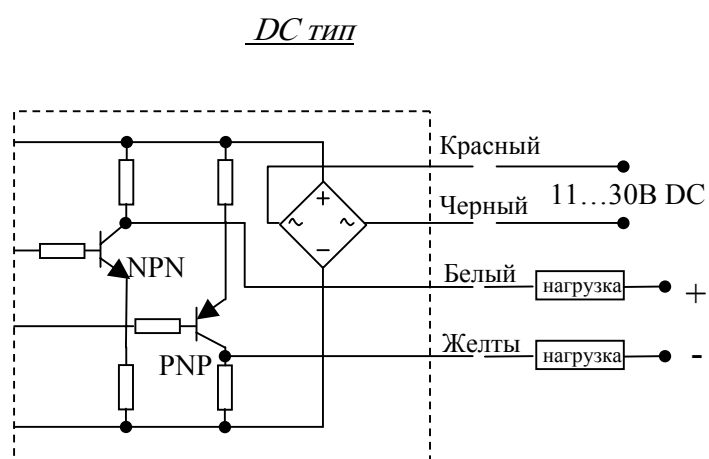 DC тип
Красный
11…30В DC
Черный
+
~ ~
−
NPN
Белый
нагрузка
+
PNP
Желты
нагрузка
-